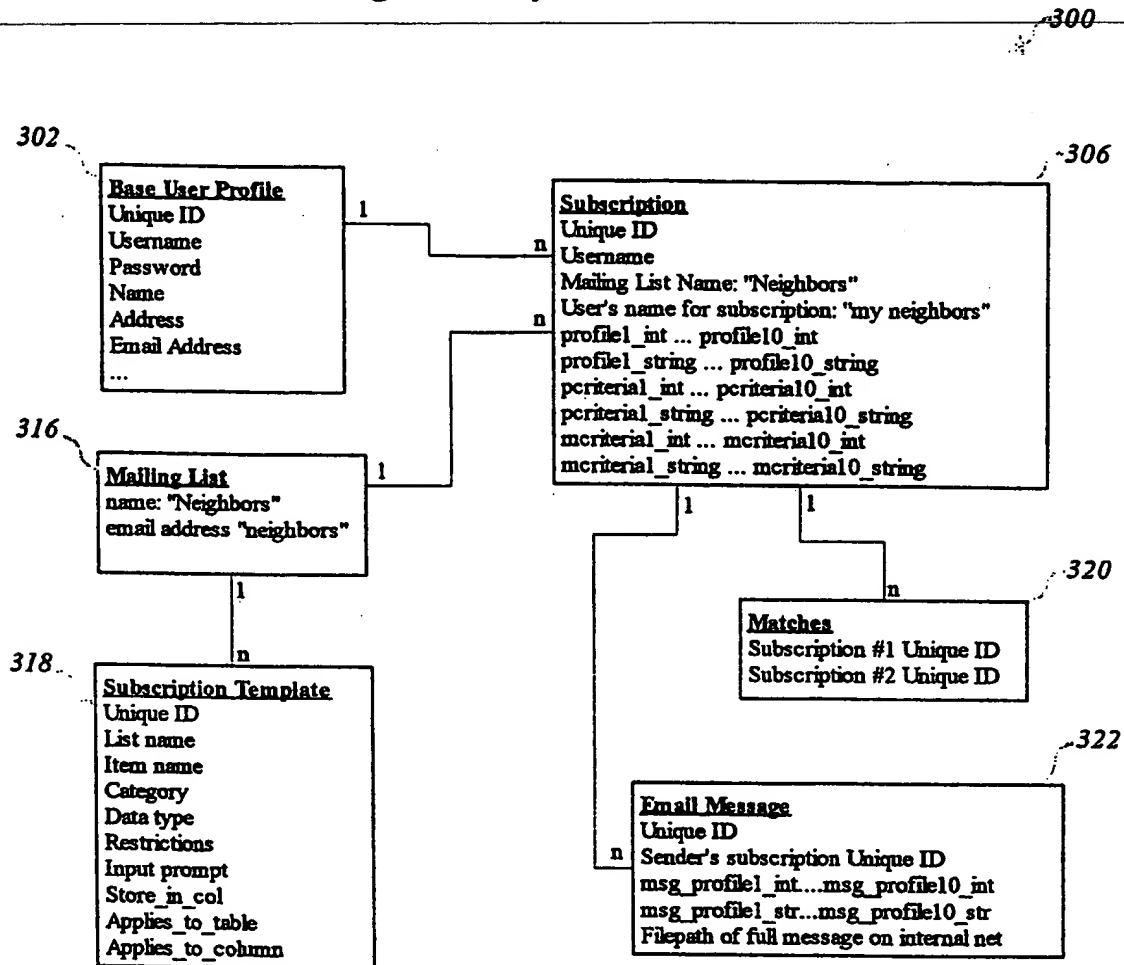 300
302
306
Base User Profile
Unique ID
Username
Password
Name
Address
Email Address
...
1
n
Subscription
Unique ID
Username
Mailing List Name: "Neighbors"
User's name for subscription: "my neighbors"
profile1_int ... profile10_int
profile1_string ... profile10_string
pcriteria1_int ... pcriteria10_int
pcriteria1_string ... pcriteria10_string
mcriteria1_int ... mcriteria10_int
mcriteria1_string ... mcriteria10_string
n
316
Mailing List
name: "Neighbors"
email address "neighbors"
1
1
1
1
n
n
320
Matches
Subscription #1 Unique ID
Subscription #2 Unique ID
318
Subscription Template
Unique ID
List name
Item name
Category
Data type
Restrictions
Input prompt
Store_in_col
Applies_to_table
Applies_to_column
322
Email Message
Unique ID
n
Sender's subscription Unique ID
msg_profile1_int....msg_profile10_int
msg_profile1_str...msg_profile10_str
Filepath of full message on internal net